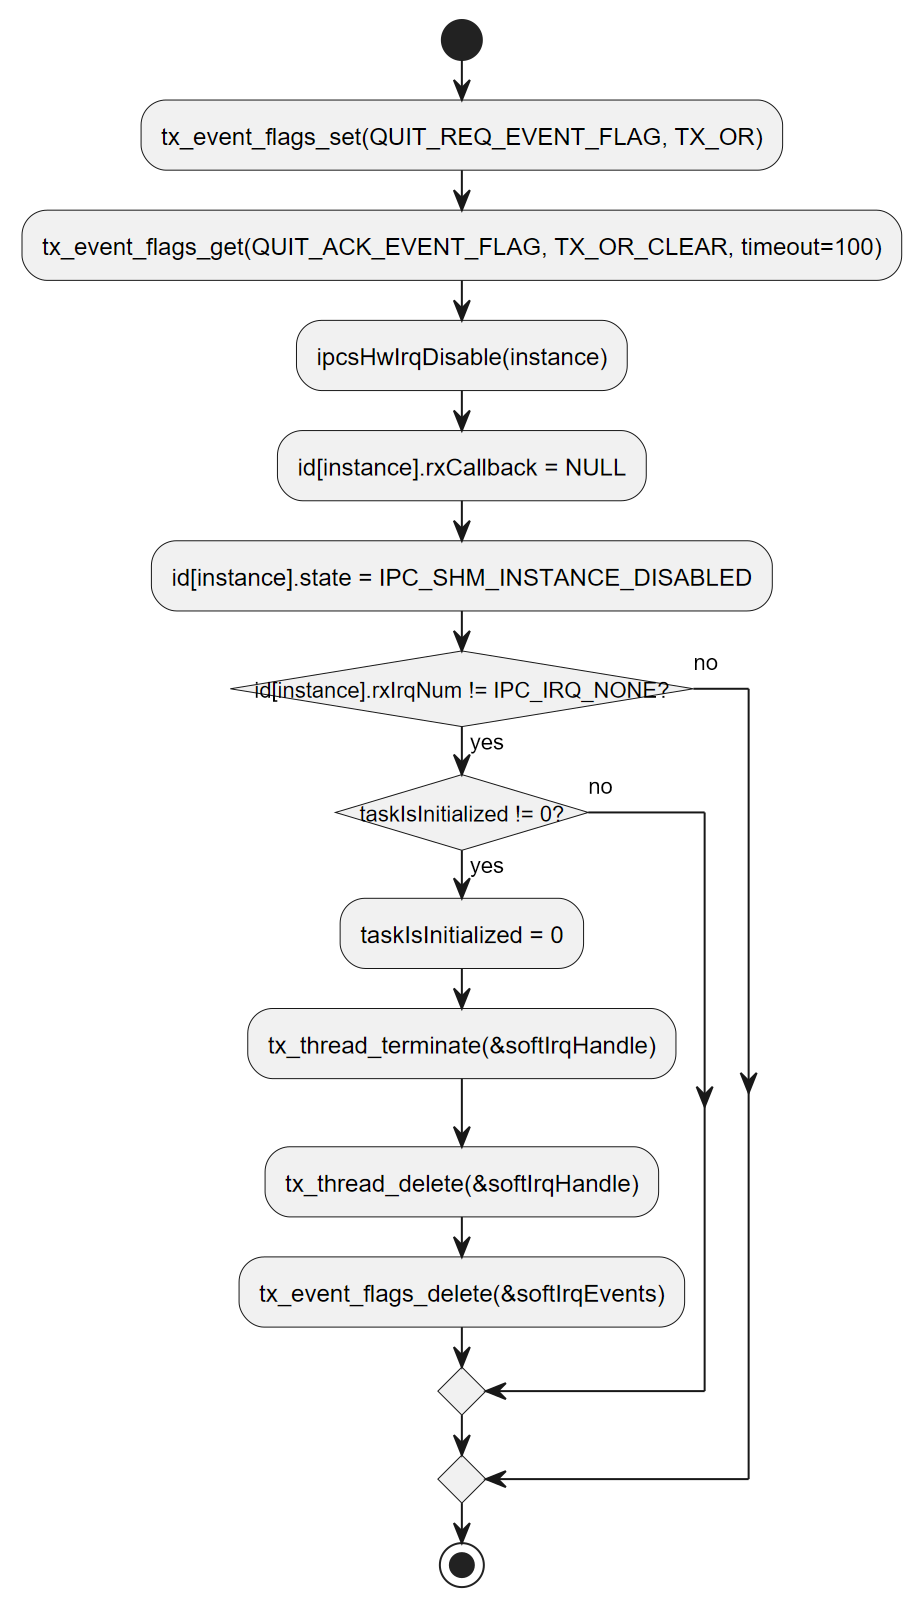 tx_event_flags_set(QUIT_REQ_EVENT_FLAG, TX_OR)
tx_event_flags_get(QUIT_ACK_EVENT_FLAG, TX_OR_CLEAR, timeout=100)
ipcsHwIrqDisable(instance)
id[instance].rxCallback = NULL
id[instance].state = IPC_SHM_INSTANCE_DISABLED
no
id[instance].rxIrqNum != IPC_IRQ_NONE?
yes
no
taskIsInitialized != 0?
yes
taskIsInitialized = 0
tx_thread_terminate(&softIrqHandle)
tx_thread_delete(&softIrqHandle)
tx_event_flags_delete(&softIrqEvents)